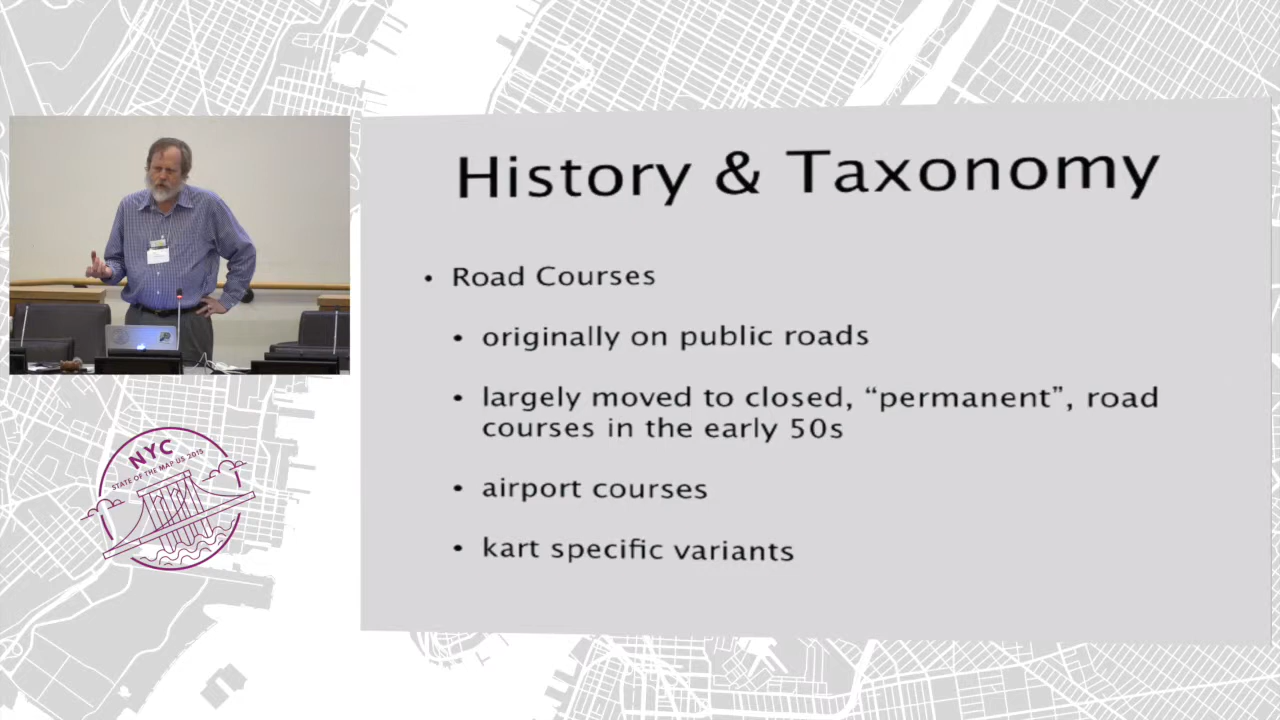 History & Taxonomy
• Road Courses
• originally on public roads
• largely moved to closed, “permanent”, road
courses in the early 50s
• airport courses
• kart specific variants
NYC
STATE OF THE MAP US 2015